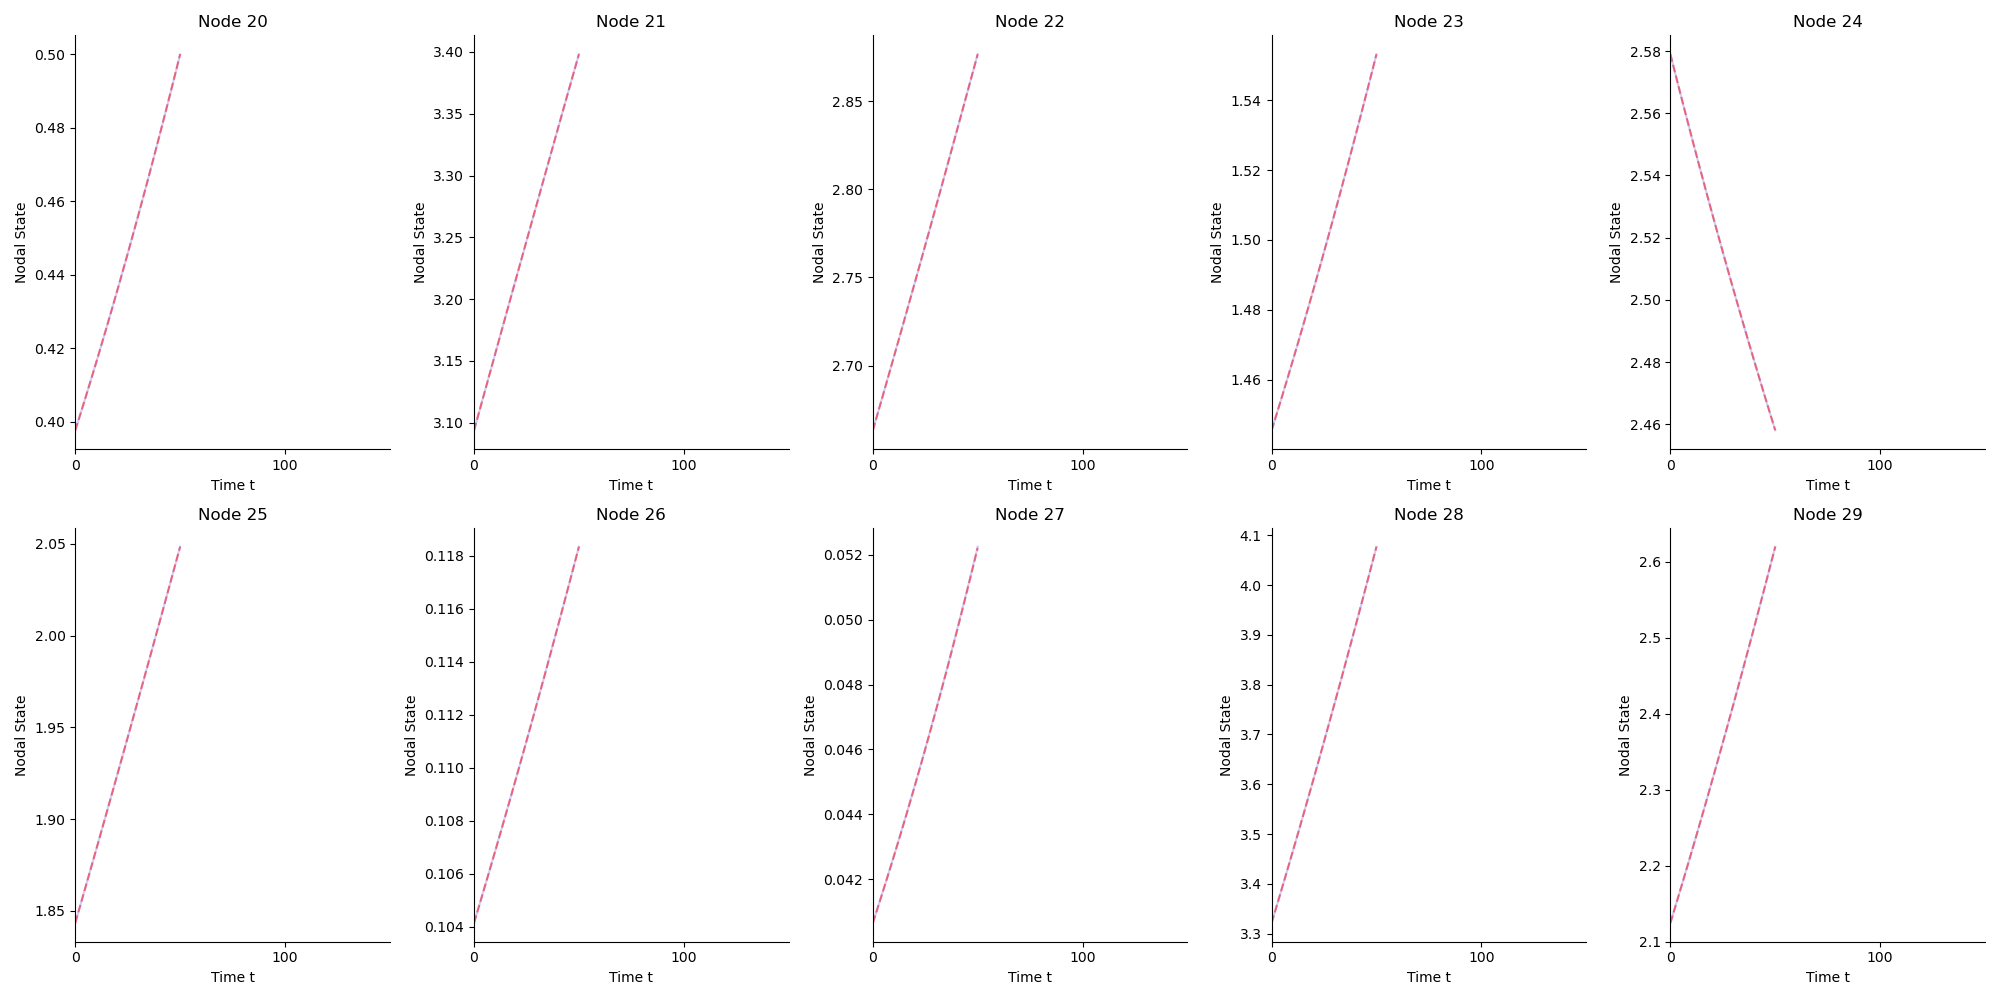 Node 20
0.50
0.48
0.46
0.44
0.42
0.40
Nodal State
0 100
Time t
Node 21
3.40
3.35
3.30
3.25
3.20
3.15
3.10
Nodal State
0 100
Time t
Node 22
2.85
2.80
2.75
2.70
Nodal State
0 100
Time t
Node 23
1.54
1.52
1.50
1.48
1.46
Nodal State
0 100
Time t
Node 24
2.58
2.56
2.54
2.52
2.50
2.48
2.46
Nodal State
0 100
Time t
Node 25
2.05
2.00
1.95
1.90
1.85
Nodal State
0 100
Time t
Node 26
0.118
0.116
0.114
0.112
0.110
0.108
0.106
0.104
Nodal State
0 100
Time t
Node 27
0.052
0.050
0.048
0.046
0.044
0.042
Nodal State
0 100
Time t
Node 28
4.1
4.0
3.9
3.8
3.7
3.6
3.5
3.4
3.3
Nodal State
0 100
Time t
Node 29
2.6
2.5
2.4
2.3
2.2
2.1
Nodal State
0 100
Time t